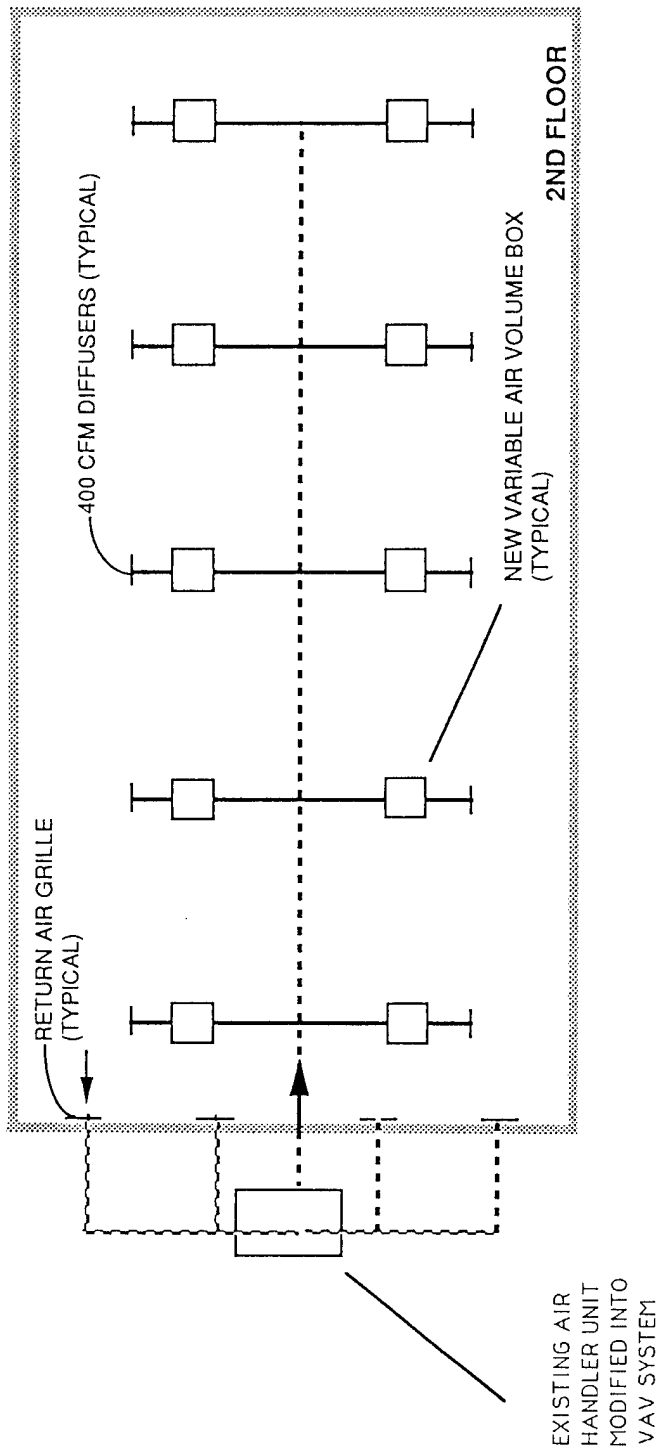 RETURN AIR GRILLE
(TYPICAL)
400 CFM DIFFUSERS (TYPICAL)
NEW VARIABLE AIR VOLUME BOX
(TYPICAL)
2ND FLOOR
EXISTING AIR
HANDLER UNIT
MODIFIED INTO
VAV SYSTEM